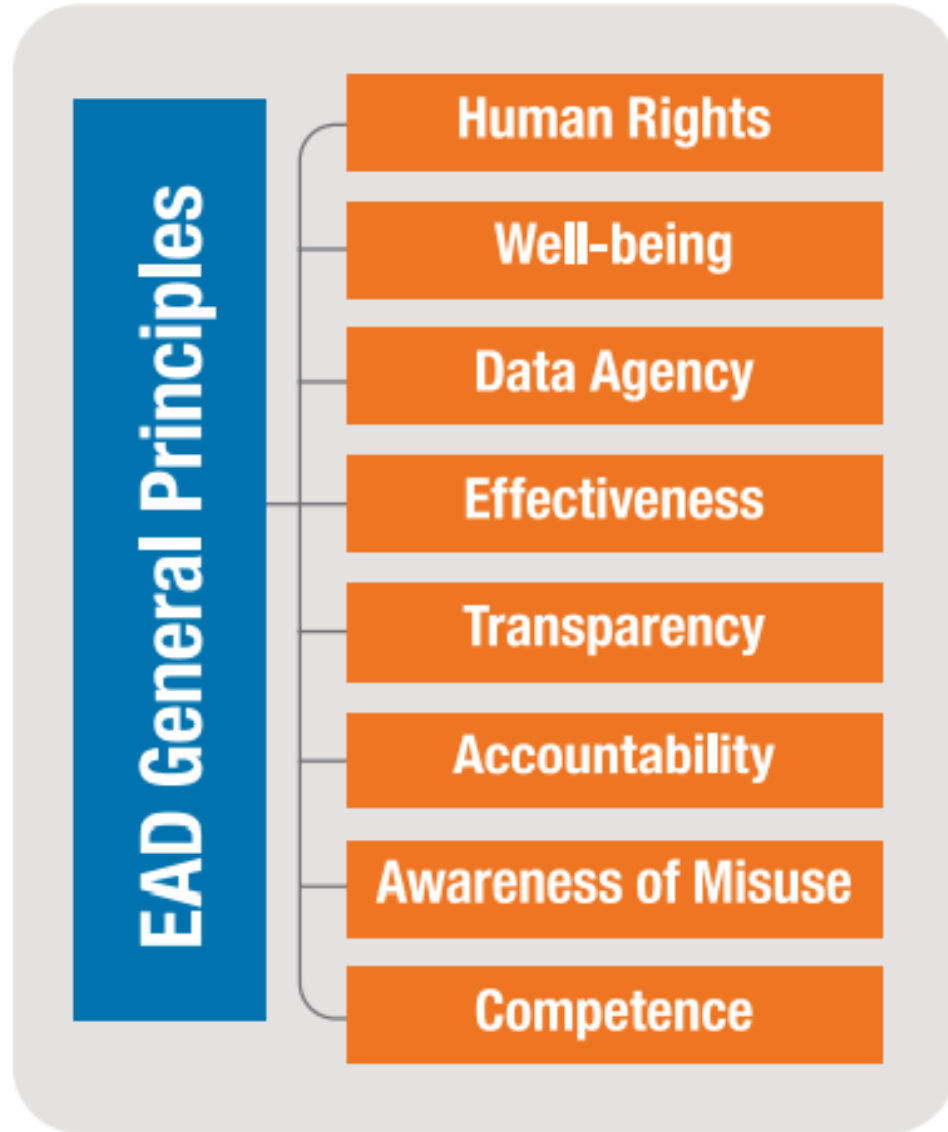 EAD General Principles
Human Rights
Well-being
Data Agency
Effectiveness
Transparency
Accountability
Awareness of Misuse
Competence